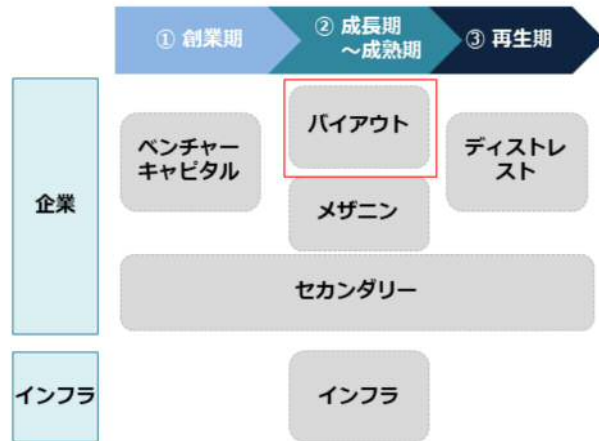 ① 創業期
② 成長期
～成熟期
③ 再生期
企業
ベンチャー
キャピタル
バイアウト
ディストレ
スト
メザニン
セカンダリー
インフラ
インフラ